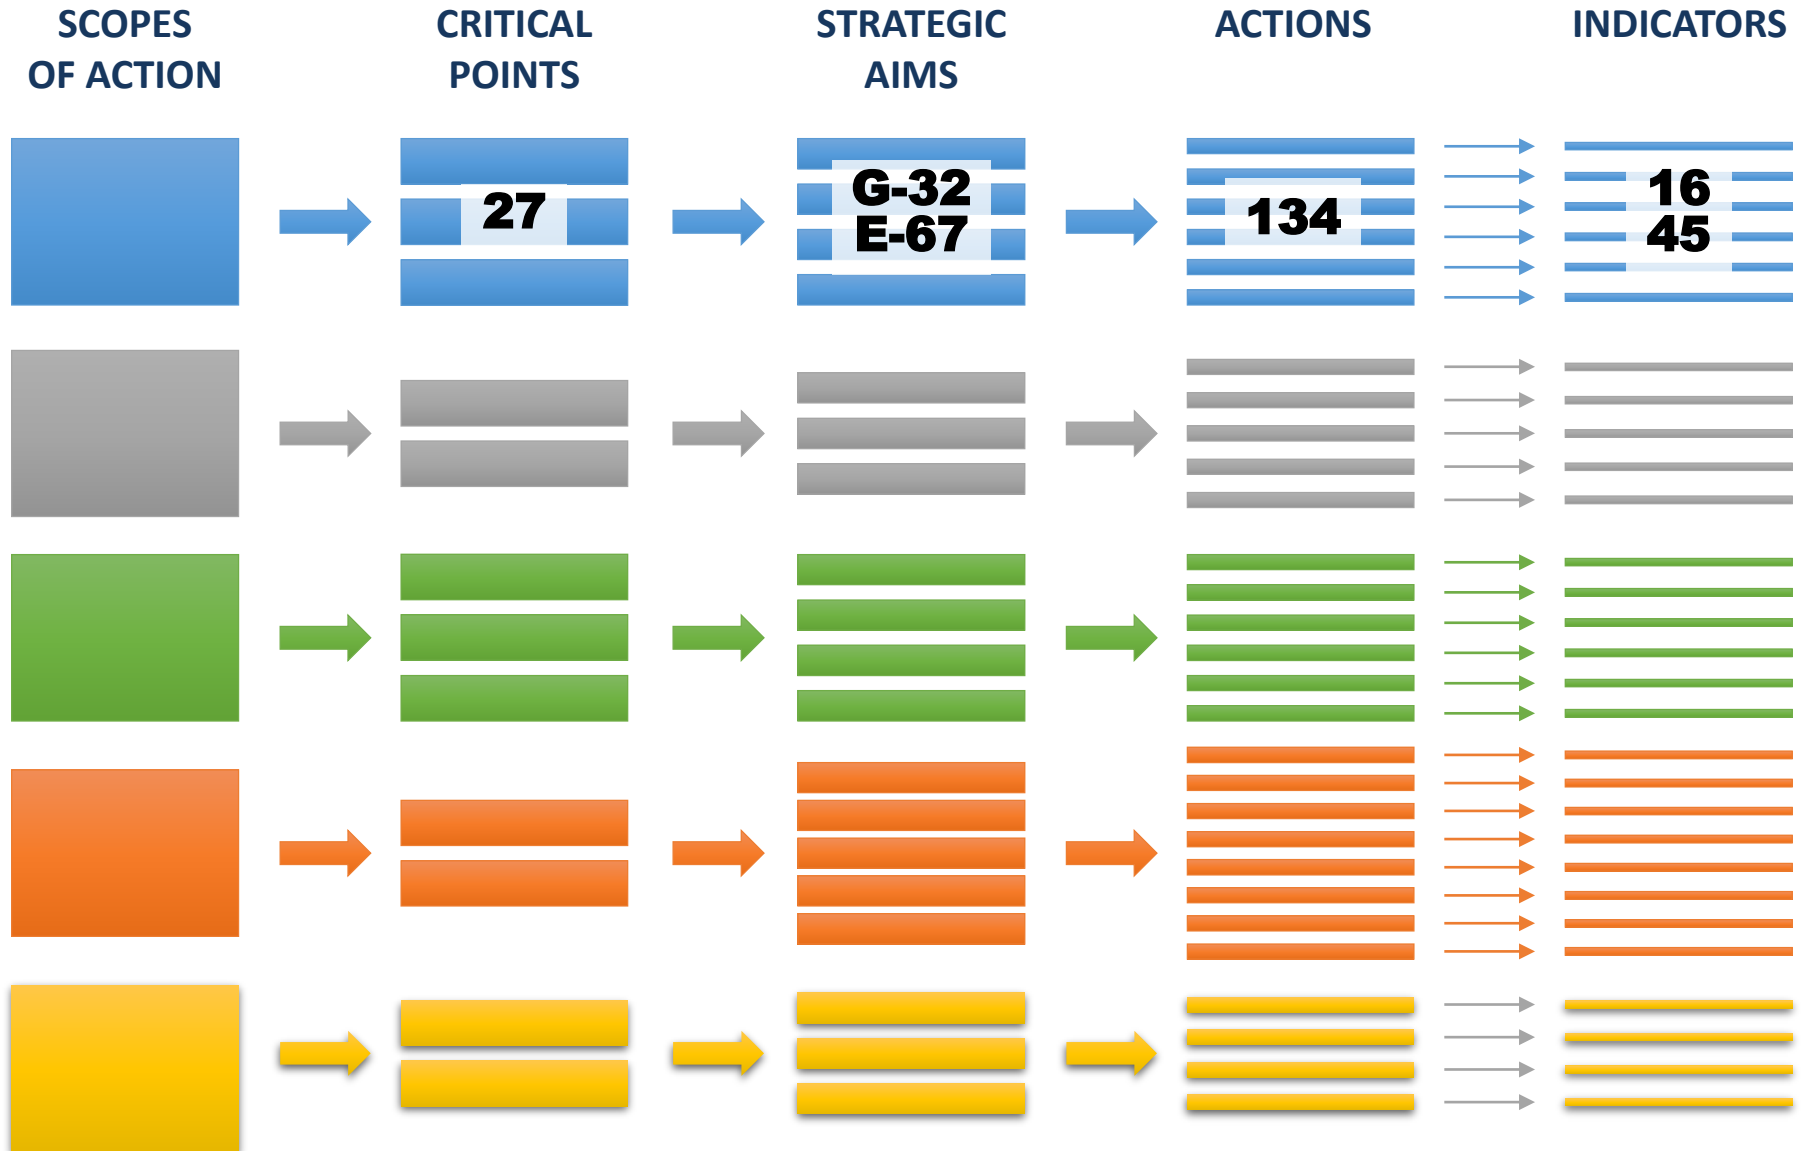 SCOPES
OF ACTION
CRITICAL
POINTS
STRATEGIC
AIMS
ACTIONS
INDICATORS
27
G-32
E-67
134
16
45